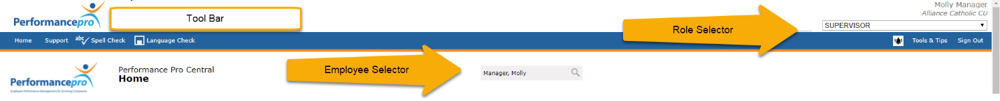 Performancepro
Tool Bar
Molly Manager
Alliance Catholic CU
Role Selector
SUPERVISOR
Home Support abc Spell Check Language Check
Tools & Tips Sign Out
Performancepro
Employee Performance Management for Growing Companies
Performance Pro Central
Home
Employee Selector
Manager, Molly